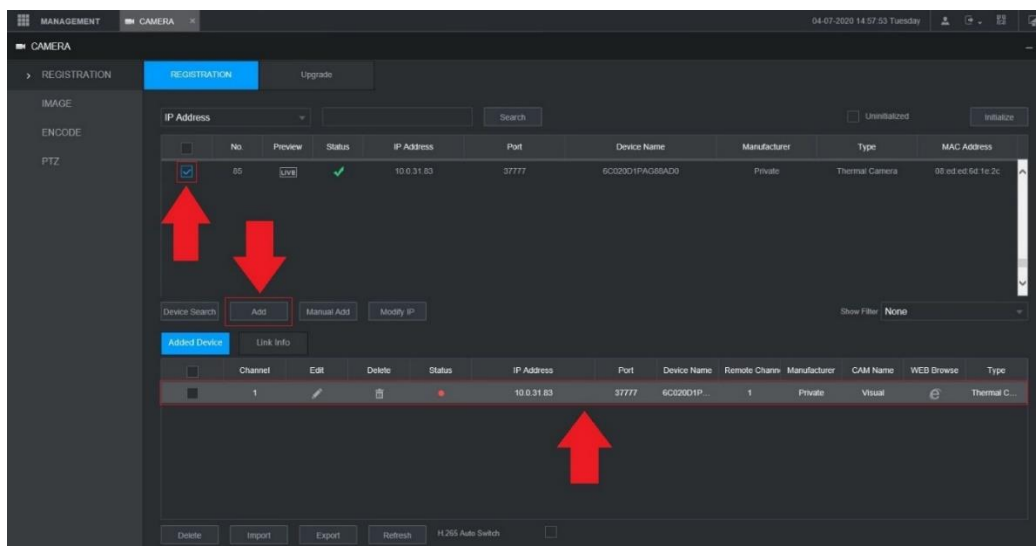 MANAGEMENT CAMERA × 04-07-2020 14:57:53 Tuesday
CAMERA
REGISTRATION
IMAGE
ENCODE
PTZ
REGISTRATION Upgrade
IP Address Search Uninitialized Initialize
No. Preview Status IP Address Port Device Name Manufacturer Type MAC Address
85 LIVE 10.0.31.83 37777 6C020D1PAG88AD0 Private Thermal Camera 08:ed:ed:6d:1e:2c
Device Search Add Manual Add Modify IP Show Filter None
Added Device Link Info
Channel Edit Delete Status IP Address Port Device Name Remote Channe Manufacturer CAM Name WEB Browse Type
1 10.0.31.83 37777 6C020D1P... 1 Private Visual Thermal C...
Delete Import Export Refresh H.265 Auto Switch